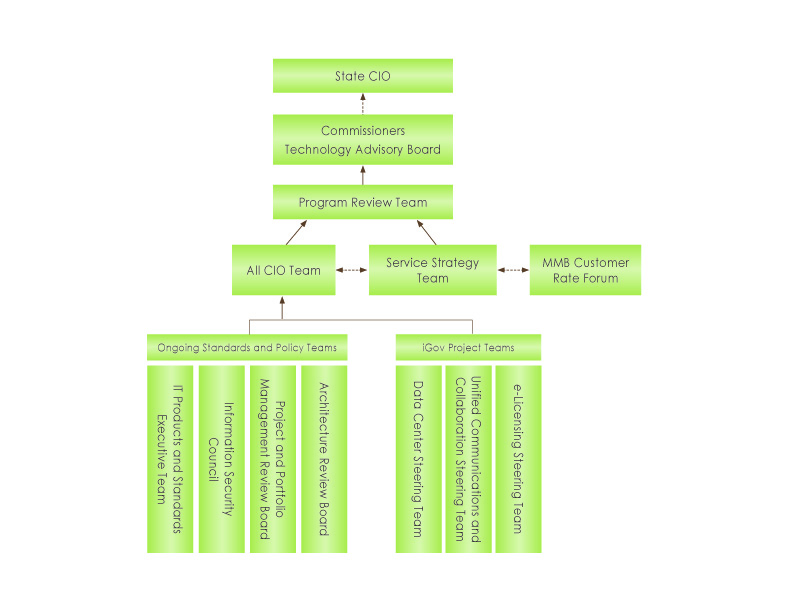 State CIO
Commissioners
Technology Advisory Board
Program Review Team
All CIO Team
Service Strategy
Team
MMB Customer
Rate Forum
Ongoing Standards and Policy Teams
iGov Project Teams
IT Products and Standards
Executive Team
Information Security
Council
Project and Portfolio
Management Review Board
Architecture Review Board
Data Center Steering Team
Unified Communications and
Collaboration Steering Team
e-Licensing Steering Team